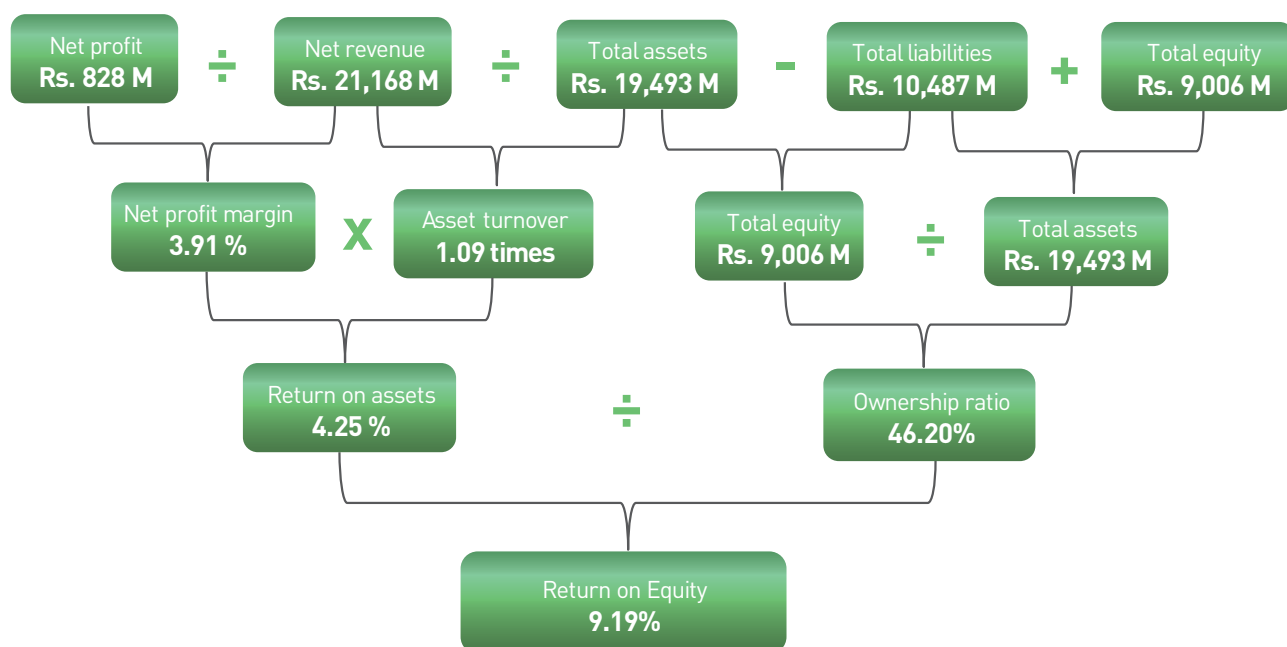 Net profit
Rs. 828 M
÷
Net revenue
Rs. 21,168 M
÷
Total assets
Rs. 19,493 M
-
Total liabilities
Rs. 10,487 M
+
Total equity
Rs. 9,006 M
Net profit margin
3.91 %
X
Asset turnover
1.09 times
Total equity
Rs. 9,006 M
÷
Total assets
Rs. 19,493 M
Return on assets
4.25 %
÷
Ownership ratio
46.20%
Return on Equity
9.19%